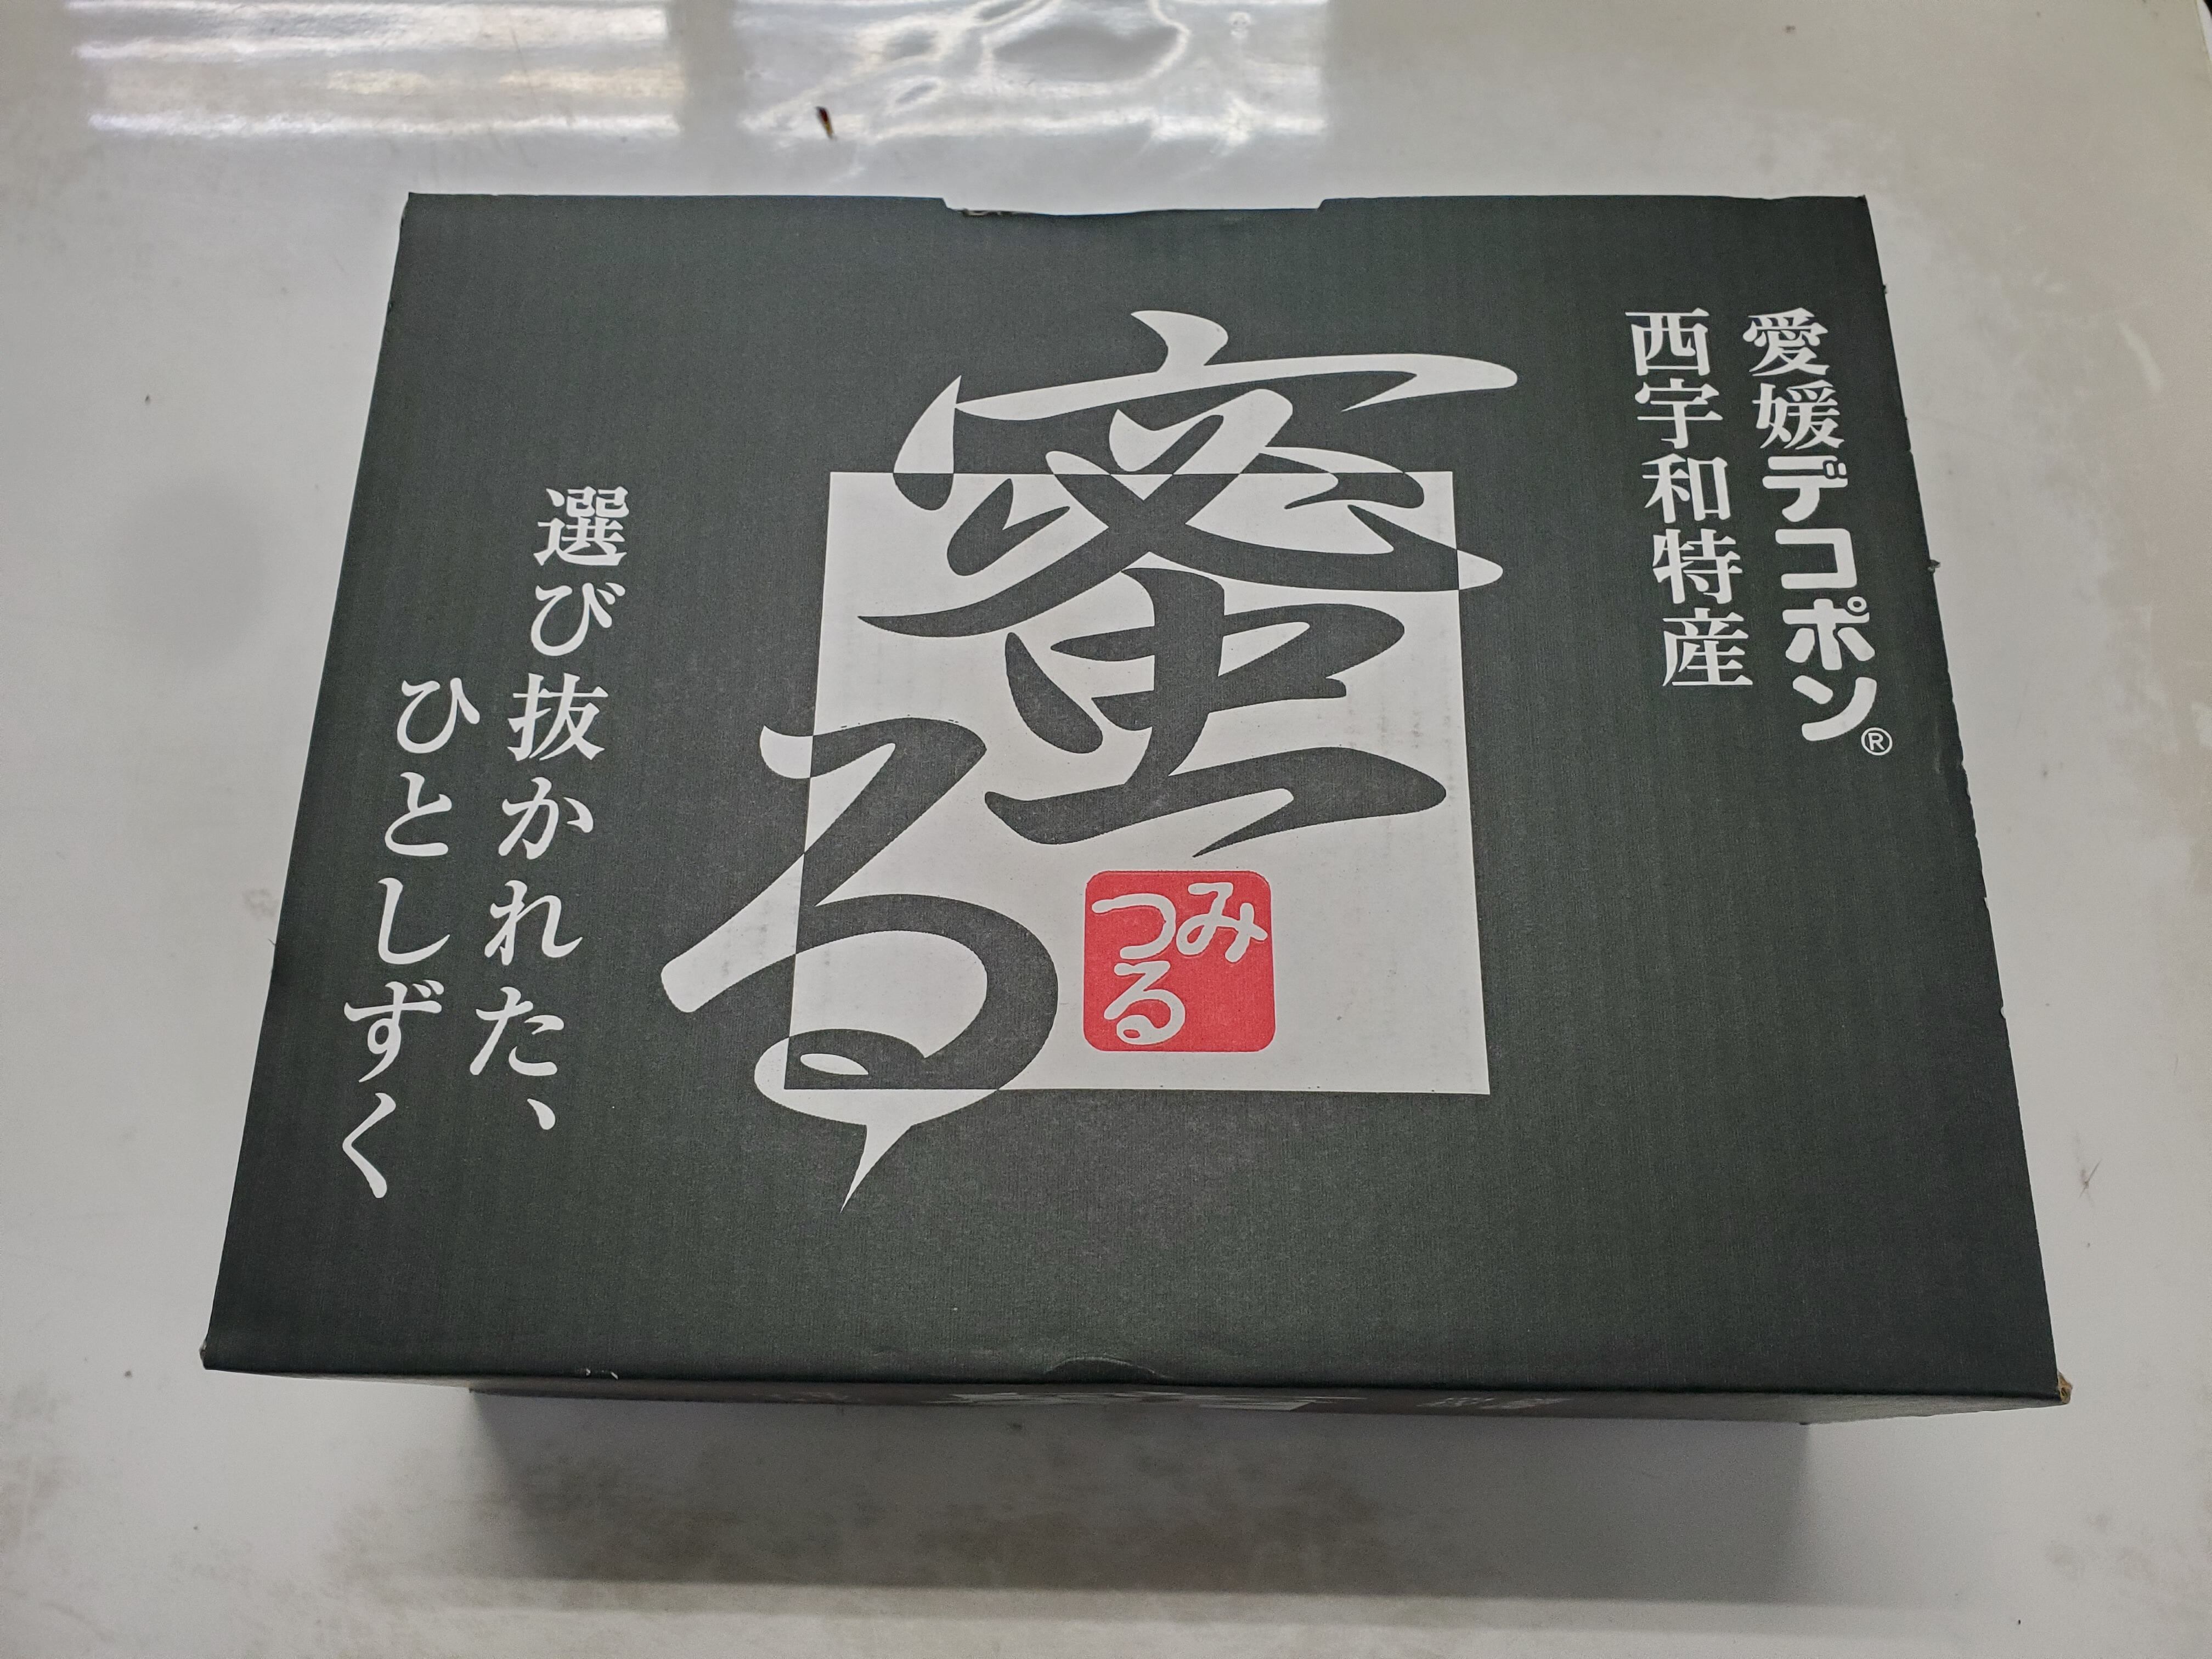 愛媛デコポン®
西宇和特産
蜜る
みつる
選び抜かれた、
ひとしずく